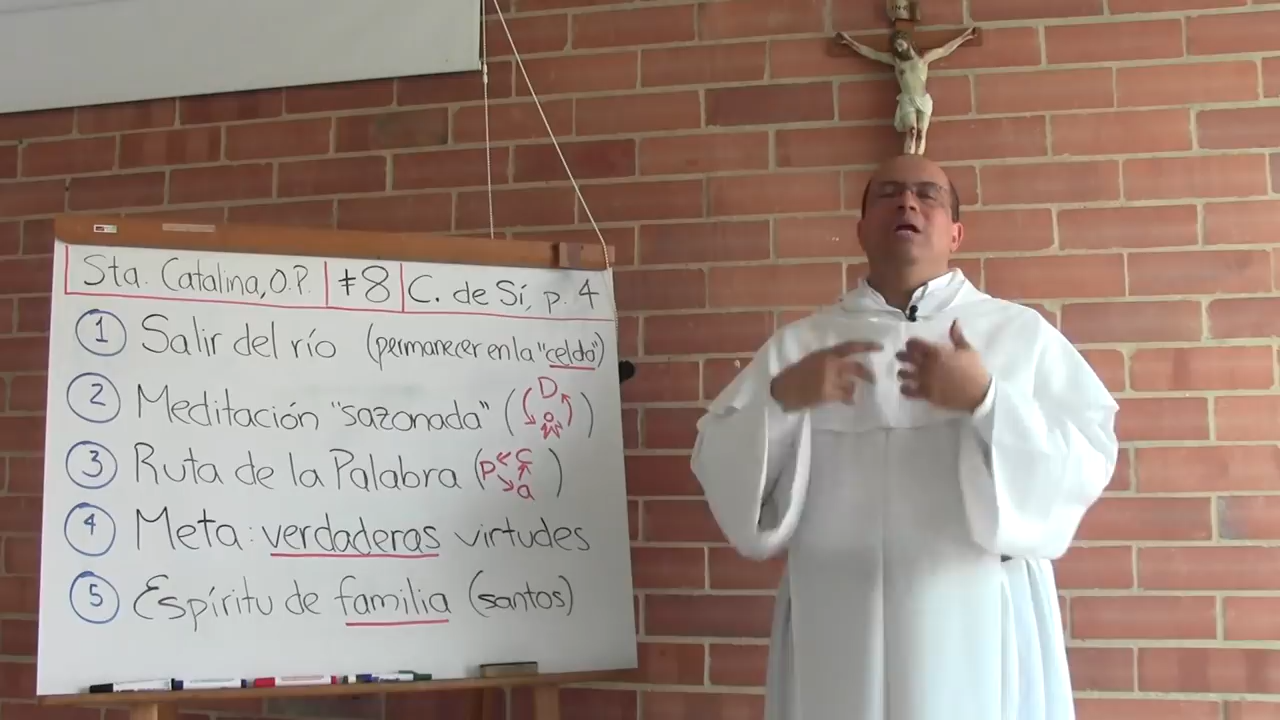 Sta. Catalina, O.P. #8 C. de Sí, p. 4
1 Salir del río (permanecer en la "celda")
2 Meditación "sazonada" ( D )
3 Ruta de la Palabra (P C a )
4 Meta: verdaderas virtudes
5 Espíritu de familia (santos)